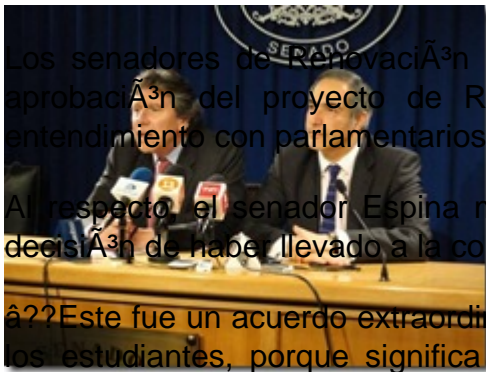 SENADO
Los senadores de RenovaciÃ³n
aprobaciÃ³n del proyecto de R
entendimiento con parlamentarios
Al respecto, el senador Espina
decisiÃ³n de haber llevado a la co
â??Este fue un acuerdo extraordi
los estudiantes, porque significa